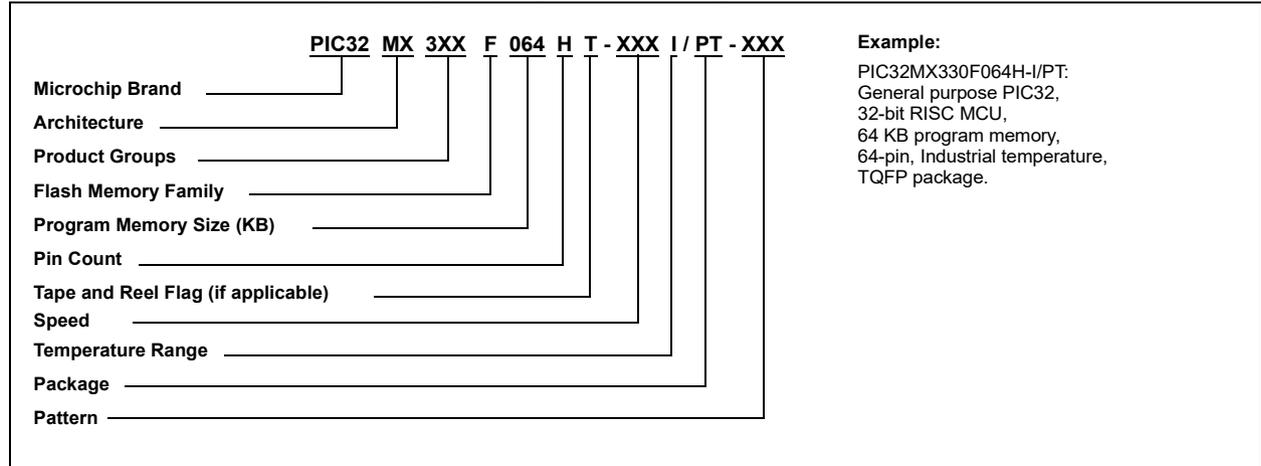 PIC32 MX 3XX F 064 H T - XXX I / PT - XXX
Microchip Brand
Architecture
Product Groups
Flash Memory Family
Program Memory Size (KB)
Pin Count
Tape and Reel Flag (if applicable)
Speed
Temperature Range
Package
Pattern
Example:
PIC32MX330F064H-I/PT:
General purpose PIC32,
32-bit RISC MCU,
64 KB program memory,
64-pin, Industrial temperature,
TQFP package.